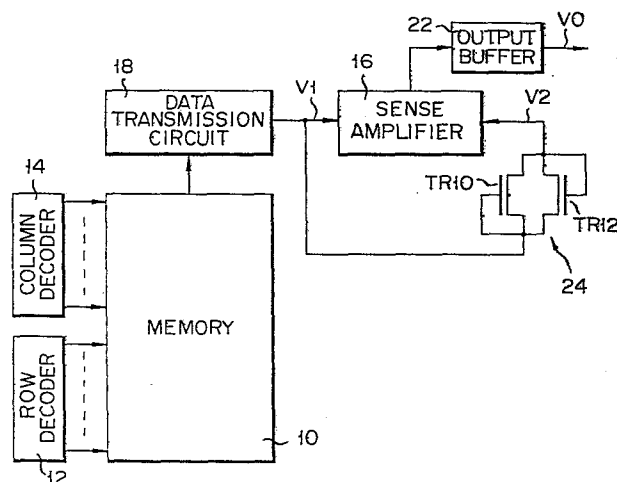 22
OUTPUT
BUFFER
VO
18
DATA
TRANSMISSION
CIRCUIT
V1
16
SENSE
AMPLIFIER
V2
TR10
TR12
24
14
COLUMN
DECODER
MEMORY
10
ROW
DECODER
12